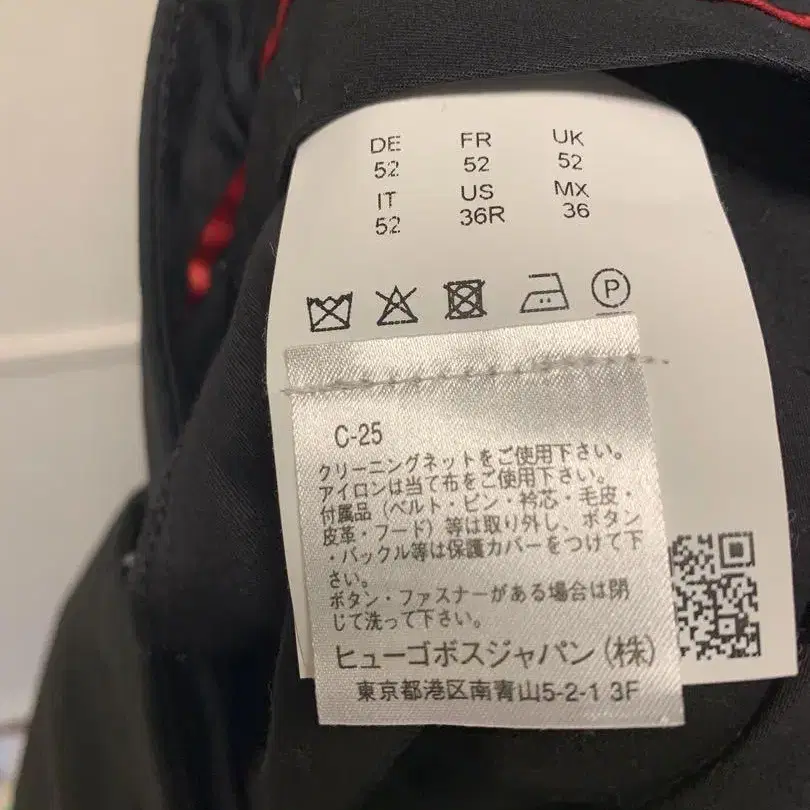 DE FR UK
52 52 52
IT US MX
52 36R 36
P
C-25
クリーニングネットをご使用下さい。
アイロンは当て布をご使用下さい。
付属品(ベルト・ピン・衿芯・毛皮・
皮革・フード)等は取り外し、ボタン
・バックル等は保護カバーをつけて下
さい。
ボタン・ファスナーがある場合は閉
じて洗って下さい。
ヒューゴボスジャパン(株)
東京都港区南青山5-2-1 3F